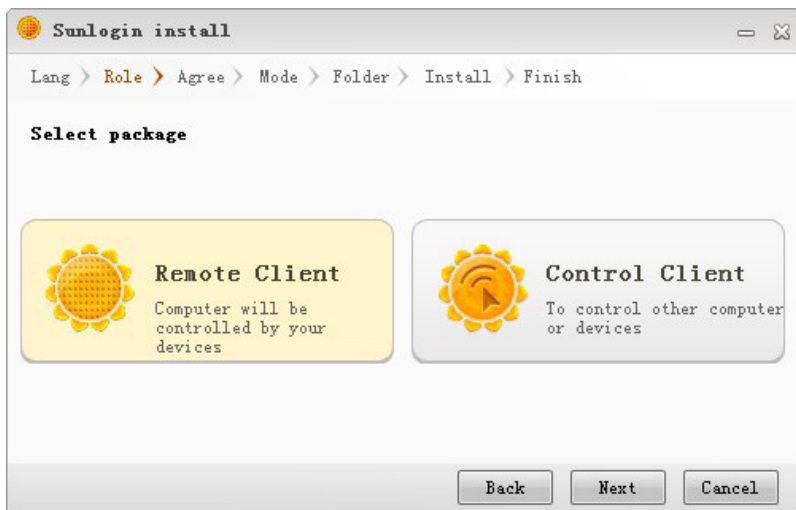 Sunlogin install
Lang Role Agree Mode Folder Install Finish
Select package
Remote Client
Computer will be
controlled by your
devices
Control Client
To control other computer
or devices
Back Next Cancel